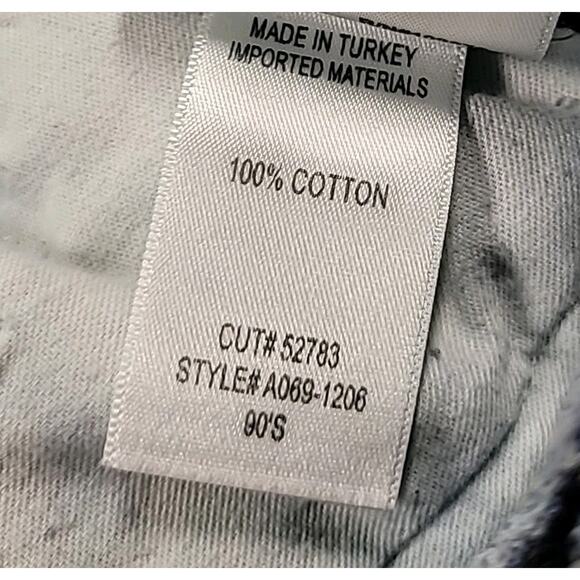 MADE IN TURKEY
IMPORTED MATERIALS
100% COTTON
CUT# 52783
STYLE# A069-1206
90'S